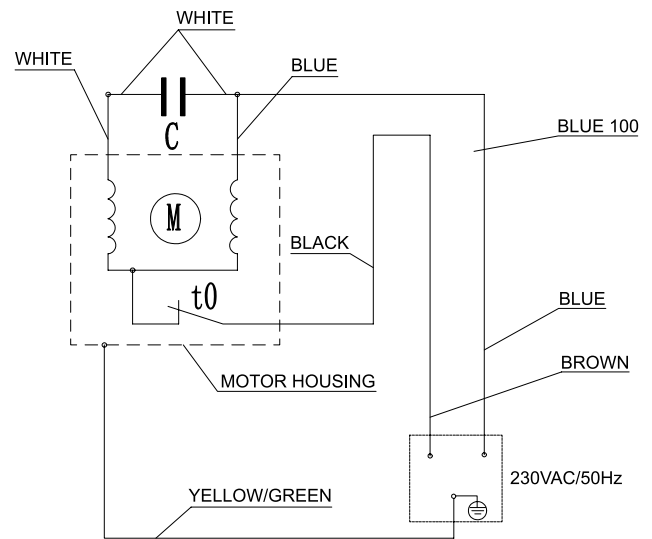 WHITE
WHITE
BLUE
C
BLUE 100
M
BLACK
t0
BLUE
BROWN
MOTOR HOUSING
230VAC/50Hz
YELLOW/GREEN